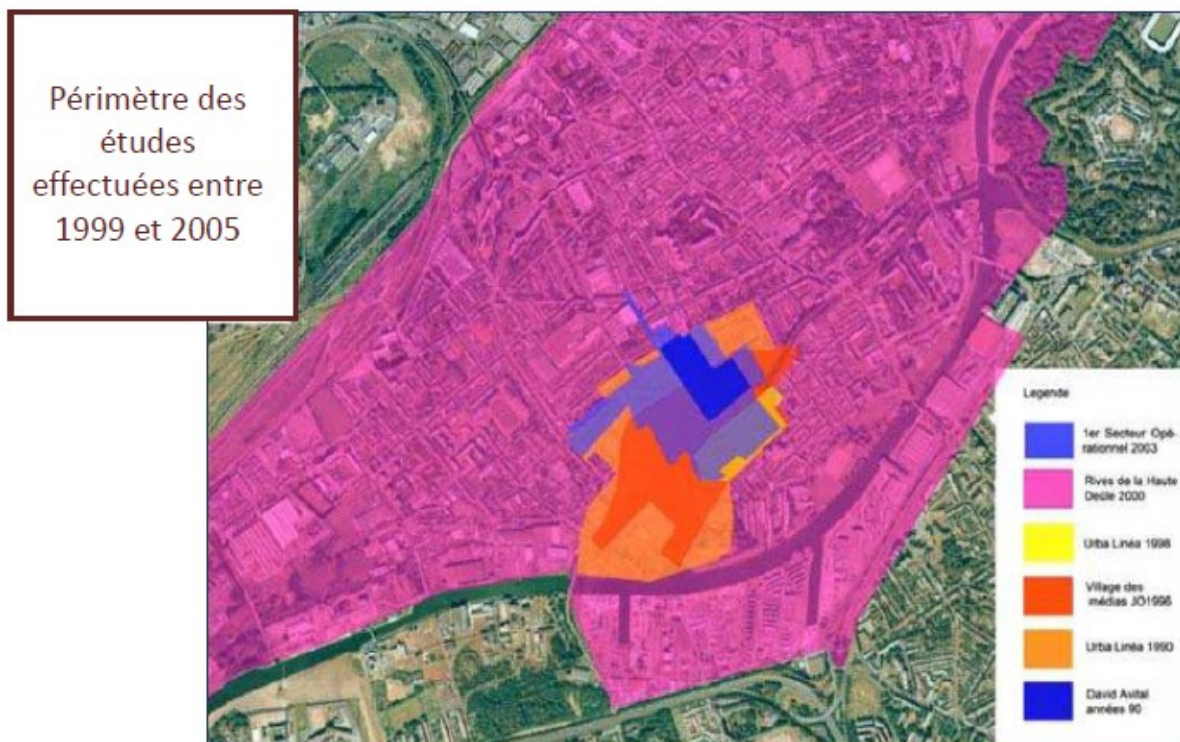 Périmètre des
études
effectuées entre
1999 et 2005
Legende
1er Secteur Opé-
rationnel 2003
Rives de la Haute
Deûle 2000
Urba Linéa 1998
Village des
médias JO1996
Urba Linéa 1990
David Avital
années 90